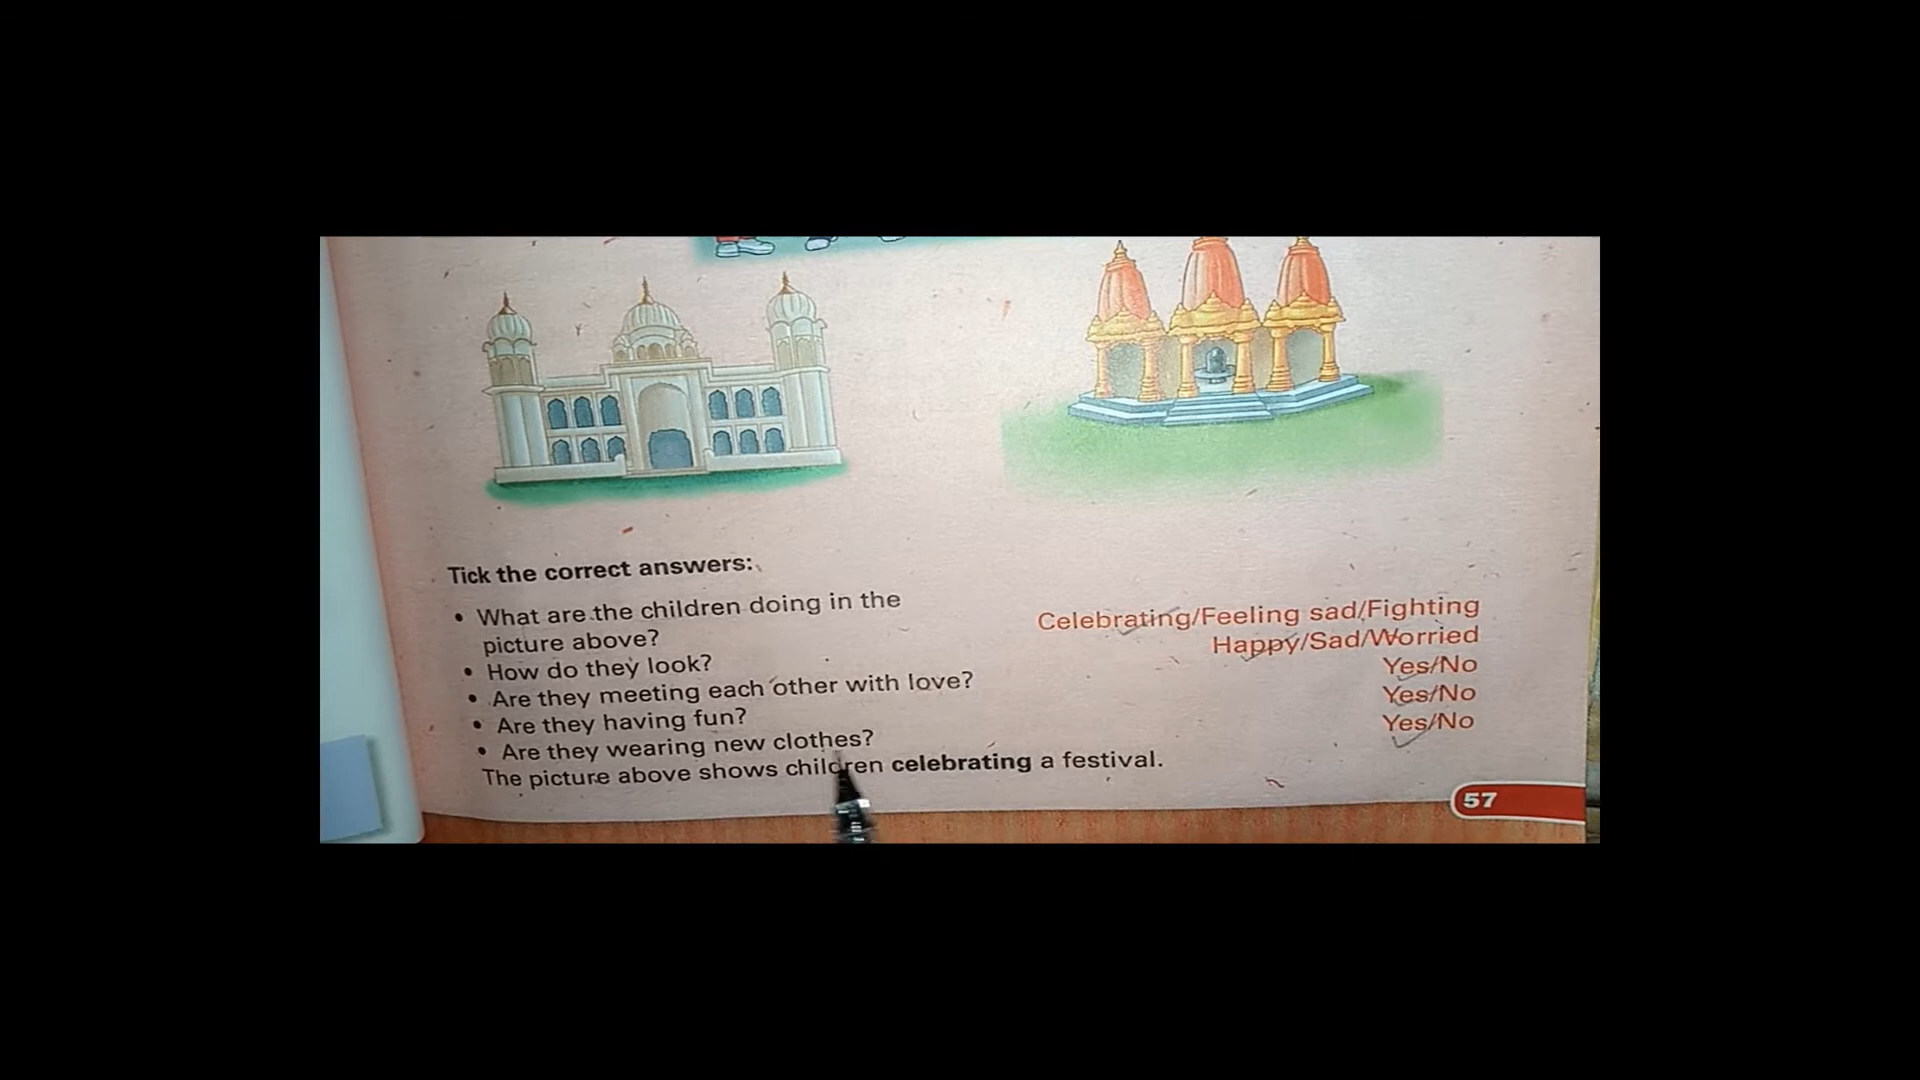 Tick the correct answers:
• What are the children doing in the
picture above?
Celebrating/Feeling sad/Fighting
• How do they look?
Happy/Sad/Worried
• Are they meeting each other with love?
Yes/No
• Are they having fun?
Yes/No
• Are they wearing new clothes?
Yes/No
The picture above shows children celebrating a festival.
57